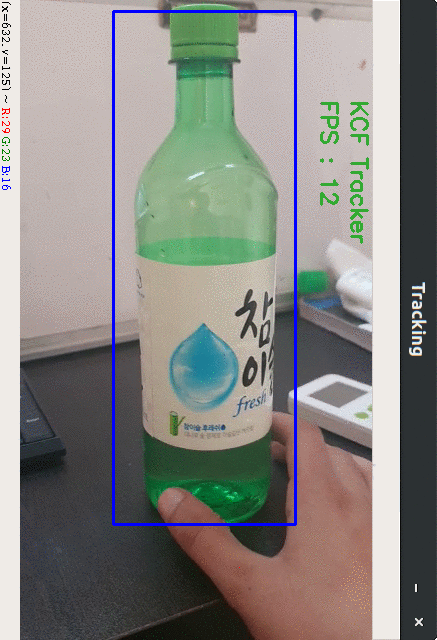 Tracking
KCF Tracker
FPS : 12
참
이슬
fresh
참이슬 후레쉬
(x=632, y=125) ~ R:29 G:23 B:16